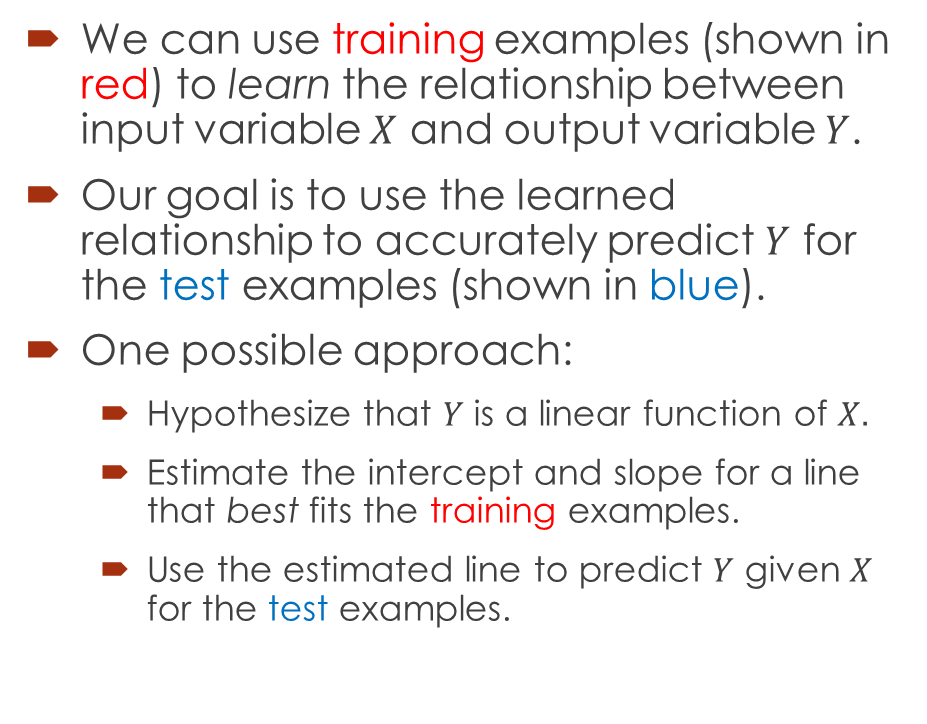 We can use training examples (shown in
red) to learn the relationship between
input variable X and output variable Y.
Our goal is to use the learned
relationship to accurately predict Y for
the test examples (shown in blue).
One possible approach:
Hypothesize that Y is a linear function of X.
Estimate the intercept and slope for a line
that best fits the training examples.
Use the estimated line to predict Y given X
for the test examples.